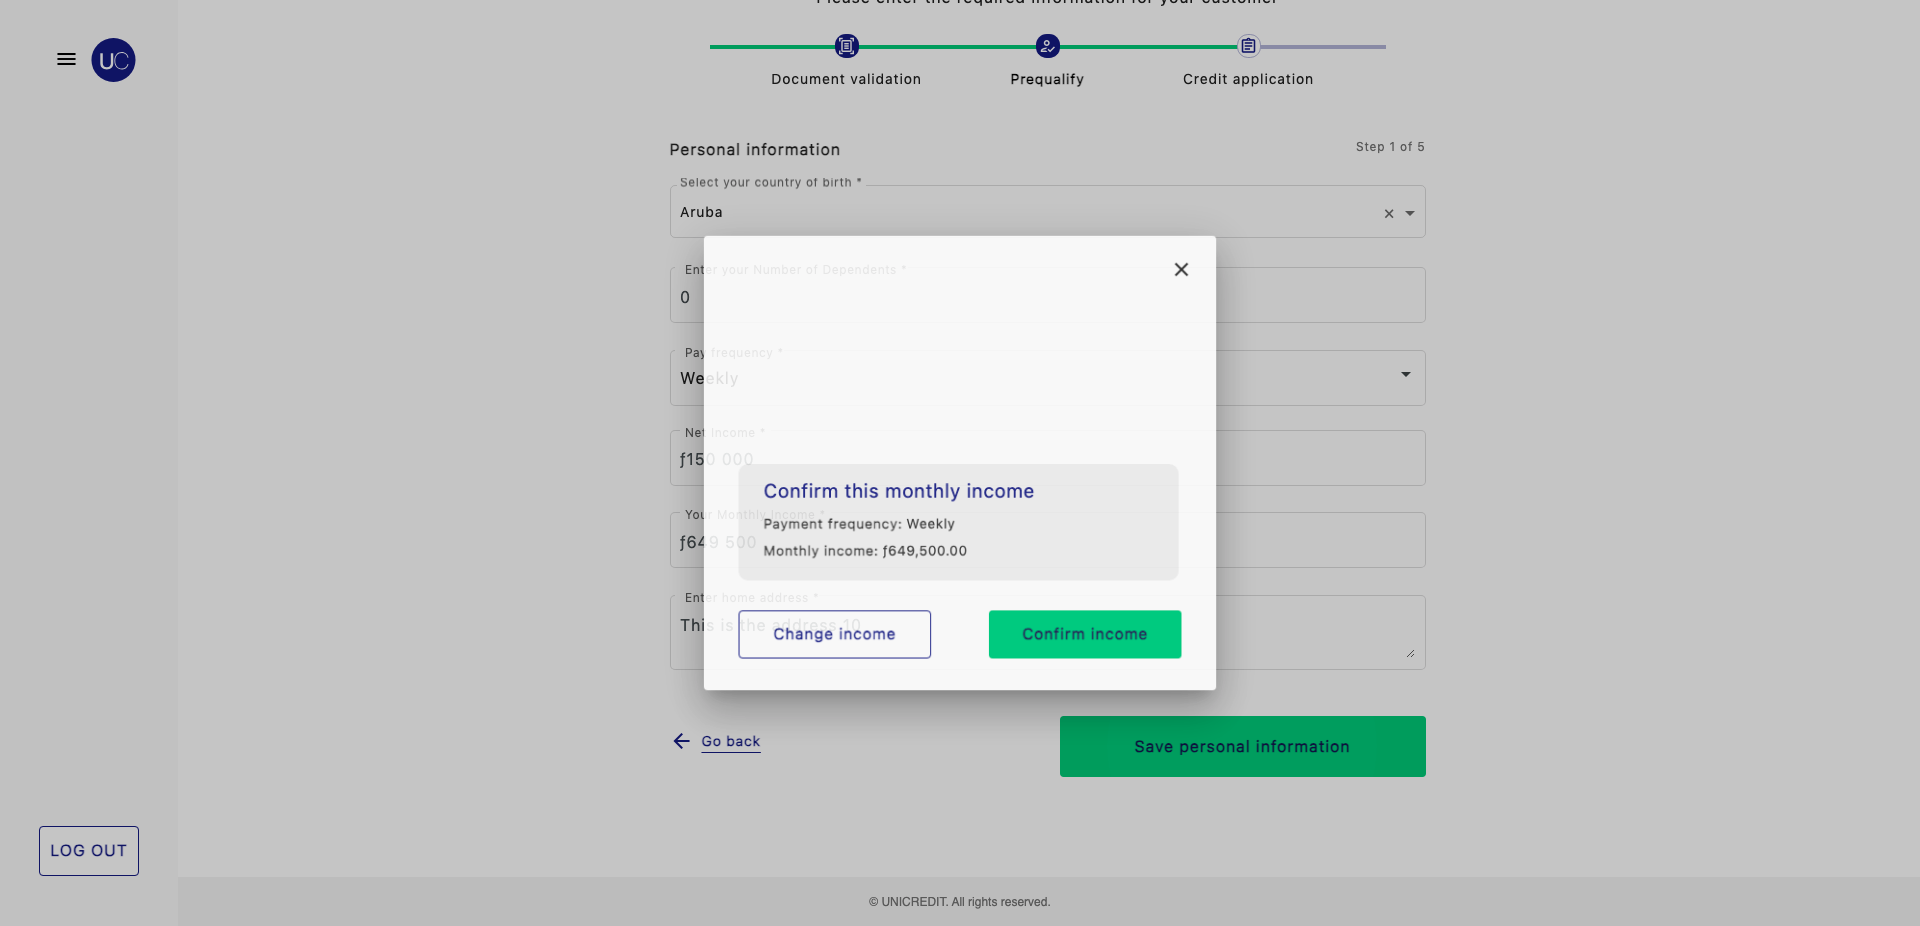 Please enter the required information for your customer
UC
Document validation
Prequalify
Credit application
Personal information
Step 1 of 5
Select your country of birth *
Aruba
Enter your Number of Dependents *
0
Pay frequency *
Weekly
Net Income *
ƒ150 000
Confirm this monthly income
Your Monthly Income *
Payment frequency: Weekly
ƒ649 500
Monthly income: ƒ649,500.00
Enter home address *
This is the address 10
Change income
Confirm income
Go back
Save personal information
LOG OUT
© UNICREDIT. All rights reserved.